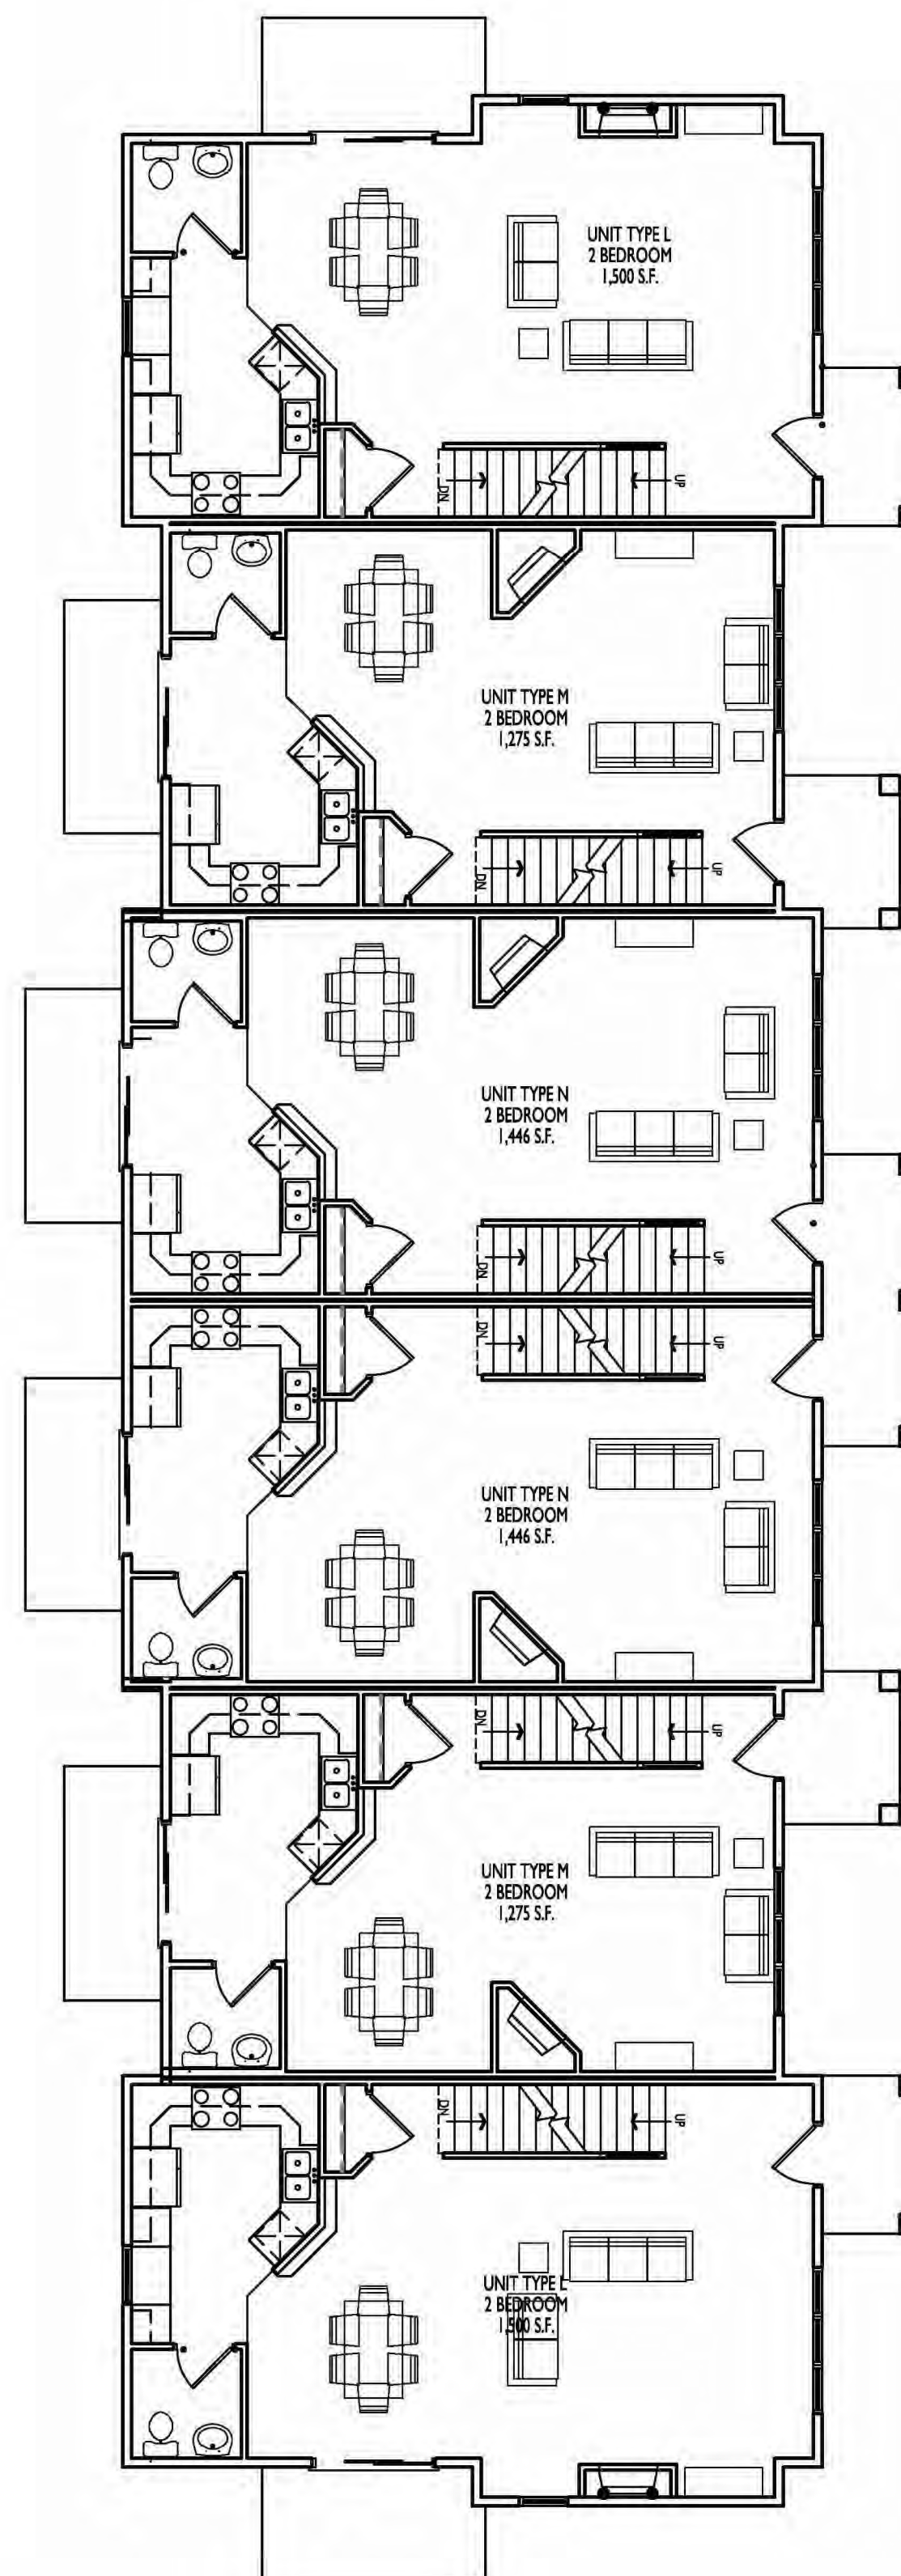 UNIT TYPE L
2 BEDROOM
1,500 S.F.
DN
UP
UNIT TYPE M
2 BEDROOM
1,275 S.F.
DN
UP
UNIT TYPE N
2 BEDROOM
1,446 S.F.
DN
UP
DN
UP
UNIT TYPE N
2 BEDROOM
1,446 S.F.
DN
UP
UNIT TYPE M
2 BEDROOM
1,275 S.F.
DN
UP
UNIT TYPE L
2 BEDROOM
1,500 S.F.